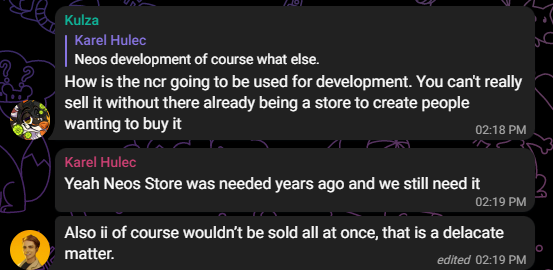 Kulza
Karel Hulec
Neos development of course what else.
How is the ncr going to be used for development. You can't really
sell it without there already being a store to create people
wanting to buy it
02:18 PM
Karel Hulec
Yeah Neos Store was needed years ago and we still need it
02:19 PM
Also ii of course wouldn't be sold all at once, that is a delacate
matter.
edited 02:19 PM